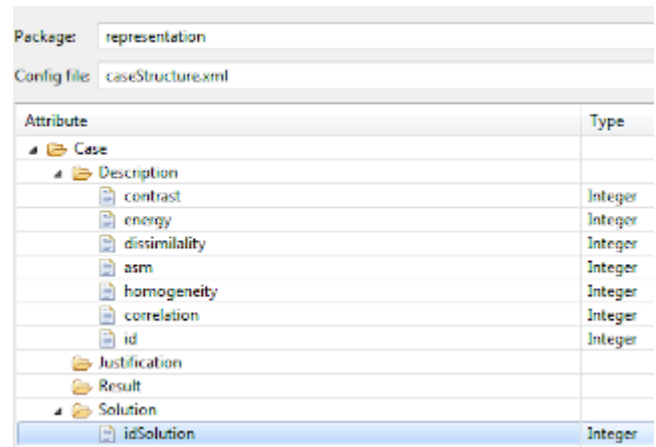 Package: representation
Config file: caseStructure.xml
Attribute Type
Case
Description
contrast Integer
energy Integer
dissimilality Integer
asm Integer
homogeneity Integer
correlation Integer
id Integer
Justification
Result
Solution
idSolution Integer